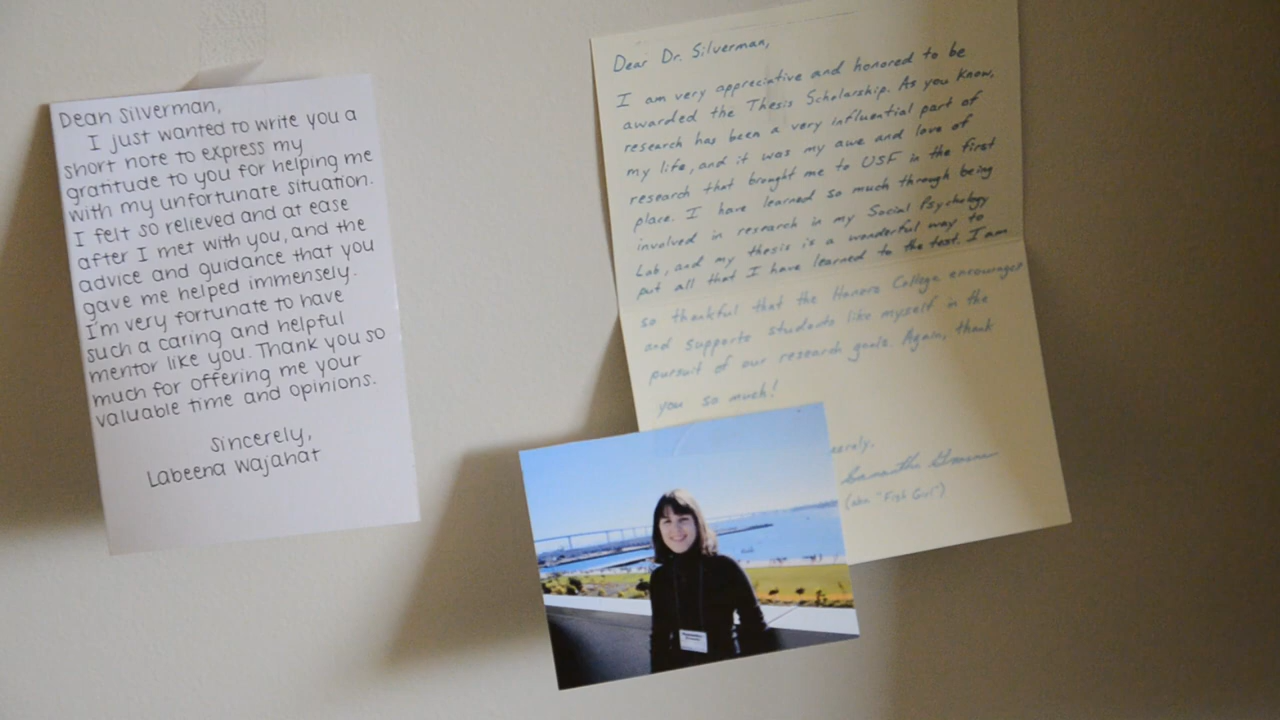 Dean Silverman,
I just wanted to write you a
short note to express my
gratitude to you for helping me
with my unfortunate situation.
I felt so relieved and at ease
after I met with you, and the
advice and guidance that you
gave me helped immensely.
I'm very fortunate to have
such a caring and helpful
mentor like you. Thank you so
much for offering me your
valuable time and opinions.
Sincerely,
Labeena Wajahat
Dear Dr. Silverman,
I am very appreciative and honored to be
awarded the Thesis Scholarship. As you know,
research has been a very influential part of
my life, and it was my awe and love of
research that brought me to USF in the first
place. I have learned so much through being
involved in research in my Social Psychology
Lab, and my thesis is a wonderful way to
put all that I have learned to the test. I am
so thankful that the Honors College encourages
and supports students like myself in the
pursuit of our research goals. Again, thank
you so much!
Samantha
(aka "Fish Girl")